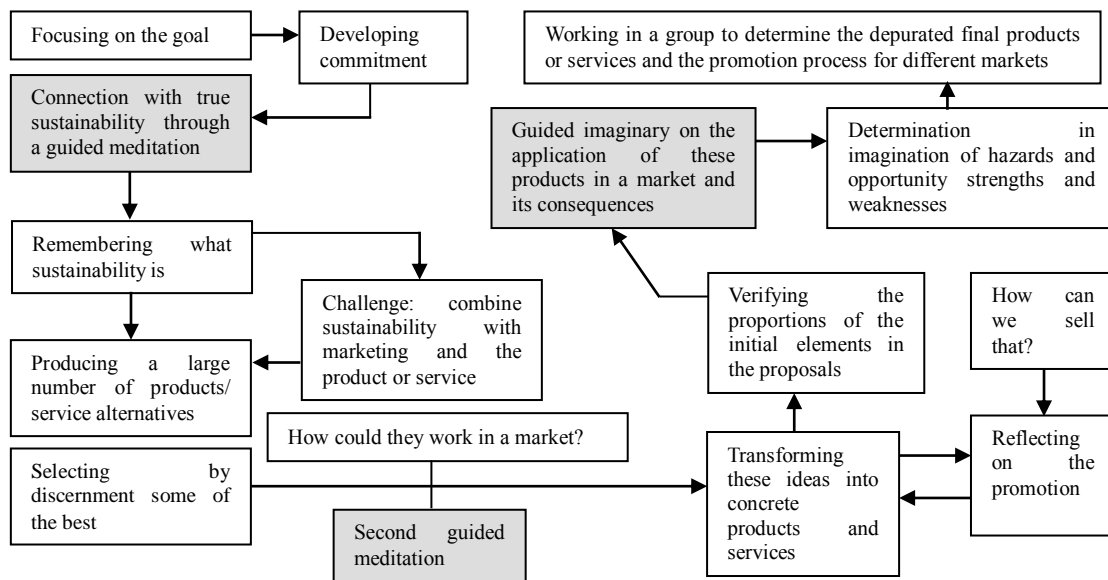 Focusing on the goal
Developing
commitment
Working in a group to determine the depurated final products
or services and the promotion process for different markets
Connection with true
sustainability through
a guided meditation
Guided imaginary on the
application of these
products in a market and
its consequences
Determination in
imagination of hazards and
opportunity strengths and
weaknesses
Remembering what
sustainability is
Challenge: combine
sustainability with
marketing and the
product or service
Verifying the
proportions of the
initial elements in
the proposals
How can
we sell
that?
Producing a large
number of products/
service alternatives
How could they work in a market?
Selecting by
discernment some of
the best
Second guided
meditation
Transforming
these ideas into
concrete
products and
services
Reflecting
on the
promotion